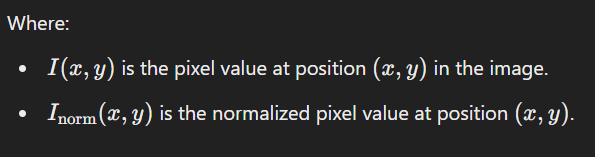 Where:
• I(x, y) is the pixel value at position (x, y) in the image.
• I_norm(x, y) is the normalized pixel value at position (x, y).